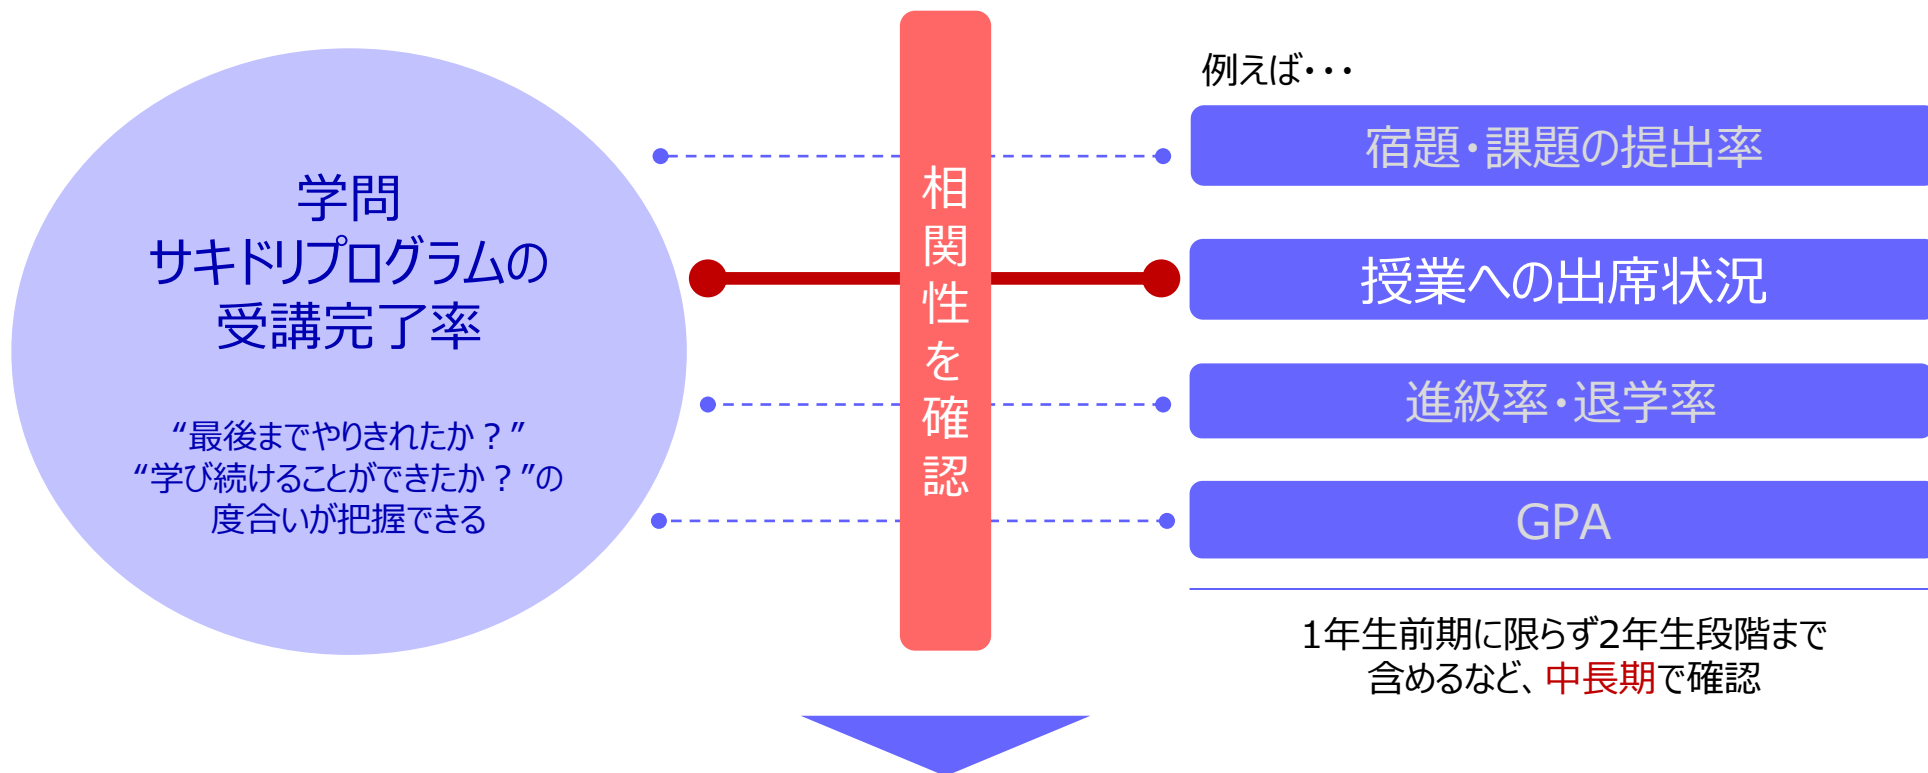 学問
サキドリプログラムの
受講完了率
“最後までやりきれたか？”
“学び続けることができたか？”の
度合いが把握できる
相関性を確認
例えば・・・
宿題・課題の提出率
授業への出席状況
進級率・退学率
GPA
1年生前期に限らず2年生段階まで
含めるなど、中長期で確認